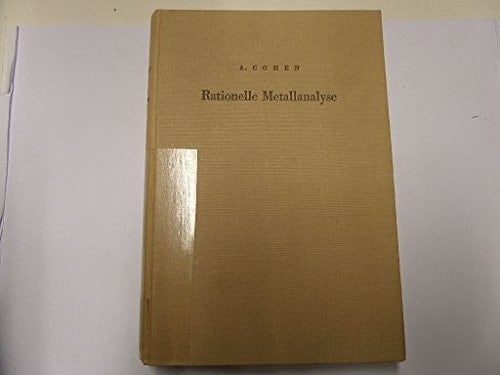 A. COHEN
Rationelle Metallanalyse